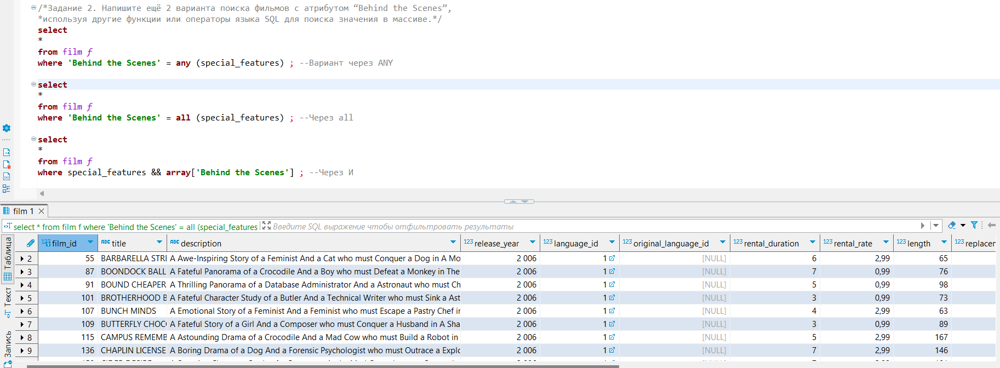 /*Задание 2. Напишите ещё 2 варианта поиска фильмов с атрибутом “Behind the Scenes”,
*используя другие функции или операторы языка SQL для поиска значения в массиве.*/
select
*
from film f
where 'Behind the Scenes' = any (special_features) ; --Вариант через ANY
select
*
from film f
where 'Behind the Scenes' = all (special_features) ; --Через all
select
*
from film f
where special_features && array['Behind the Scenes'] ; --Через И
film 1
select * from film f where 'Behind the Scenes' = all (special_features Введите SQL выражение чтобы отфильтровать результаты
Таблица
Текст
Запись
123 film_id ABC title ABC description 123 release_year 123 language_id 123 original_language_id 123 rental_duration 123 rental_rate 123 length 123 replacem
2 55 BARBARELLA STRI A Awe-Inspiring Story of a Feminist And a Cat who must Conquer a Dog in A Mo 2 006 1 [NULL] 6 2,99 65
3 87 BOONDOCK BALL A Fateful Panorama of a Crocodile And a Boy who must Defeat a Monkey in The 2 006 1 [NULL] 7 0,99 76
4 91 BOUND CHEAPER A Thrilling Panorama of a Database Administrator And a Astronaut who must Ch 2 006 1 [NULL] 5 0,99 98
5 101 BROTHERHOOD B A Fateful Character Study of a Butler And a Technical Writer who must Sink a Ast 2 006 1 [NULL] 3 0,99 73
6 107 BUNCH MINDS A Emotional Story of a Feminist And a Feminist who must Escape a Pastry Chef in 2 006 1 [NULL] 4 2,99 63
7 109 BUTTERFLY CHOC A Fateful Story of a Girl And a Composer who must Conquer a Husband in A Sha 2 006 1 [NULL] 3 0,99 89
8 115 CAMPUS REMEMB A Astounding Drama of a Crocodile And a Mad Cow who must Build a Robot in 2 006 1 [NULL] 5 2,99 167
9 136 CHAPLIN LICENSE A Boring Drama of a Dog And a Forensic Psychologist who must Outrace a Explo 2 006 1 [NULL] 7 2,99 146